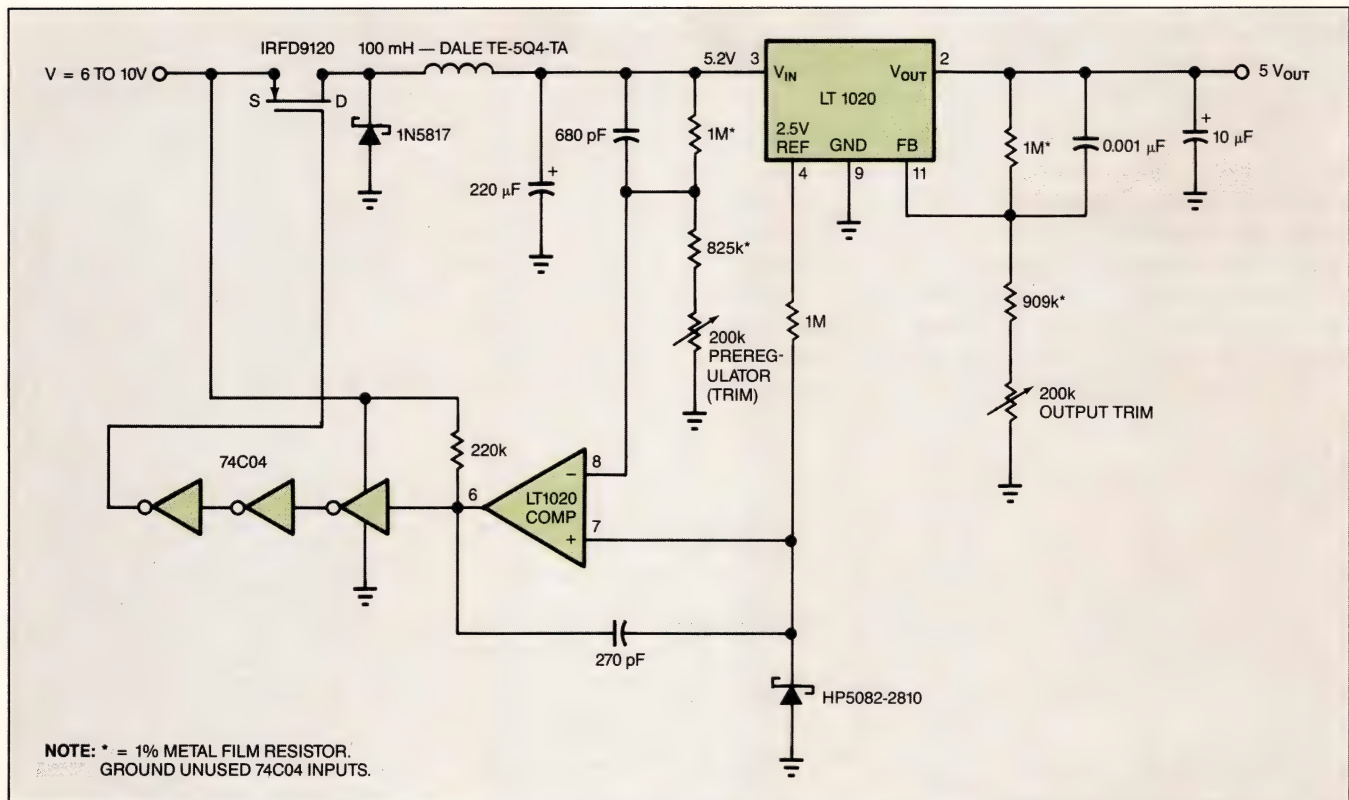 IRFD9120 100 mH — DALE TE-5Q4-TA
V = 6 TO 10V
S
D
1N5817
220 µF
+
680 pF
1M*
5.2V
3
VIN
VOUT
2
LT 1020
2.5V
REF
GND
FB
4
9
11
1M*
0.001 µF
+
10 µF
5 VOUT
825k*
200k
PREREG-
ULATOR
(TRIM)
1M
909k*
200k
OUTPUT TRIM
74C04
220k
6
LT1020
COMP
–
8
+
7
270 pF
HP5082-2810
NOTE: * = 1% METAL FILM RESISTOR.
GROUND UNUSED 74C04 INPUTS.